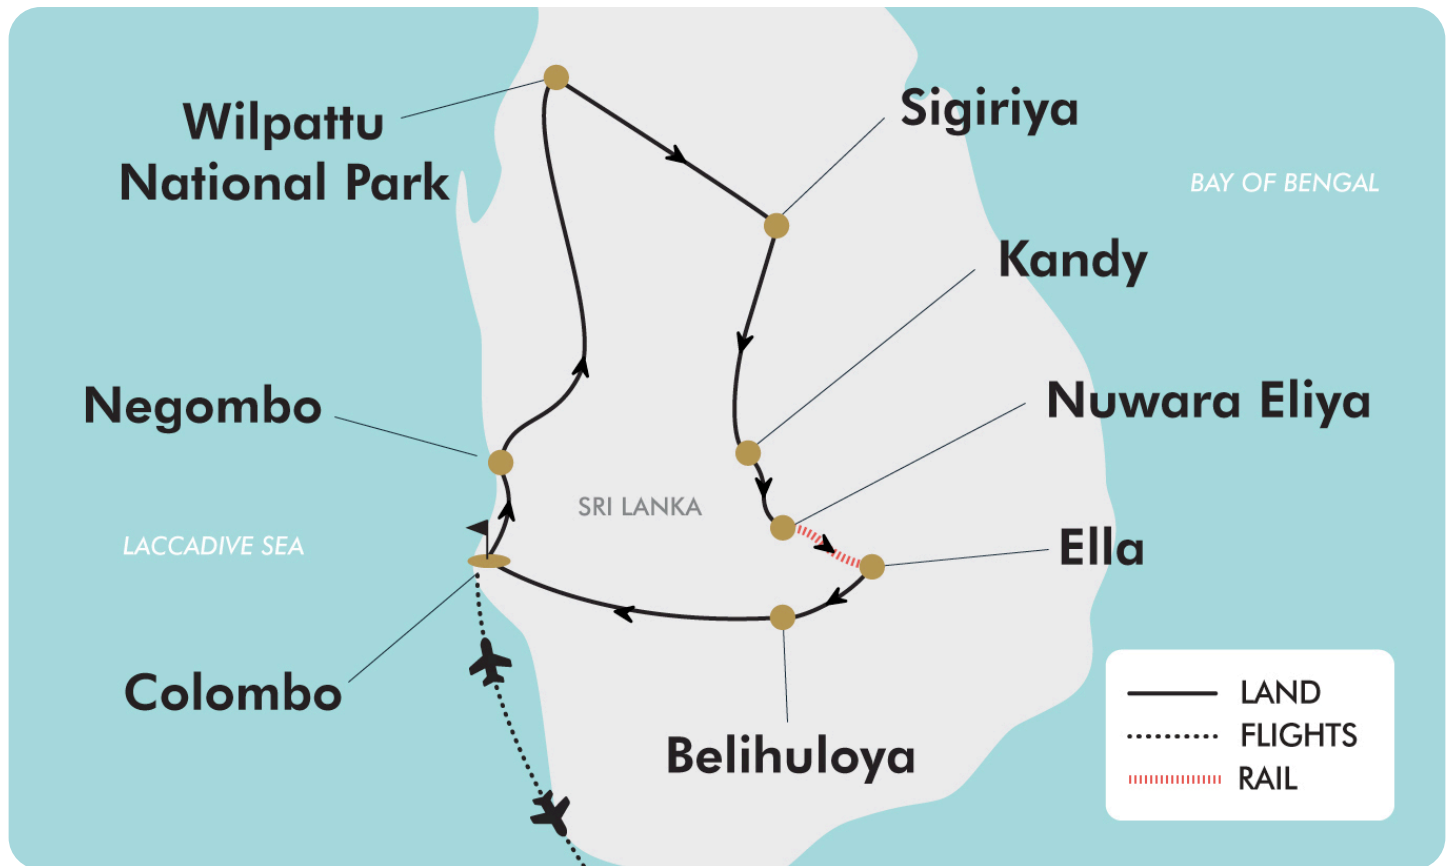 Wilpattu
National Park
Sigiriya
BAY OF BENGAL
Kandy
Negombo
Nuwara Eliya
SRI LANKA
LACCADIVE SEA
Ella
Colombo
Belihuloya
LAND
FLIGHTS
RAIL